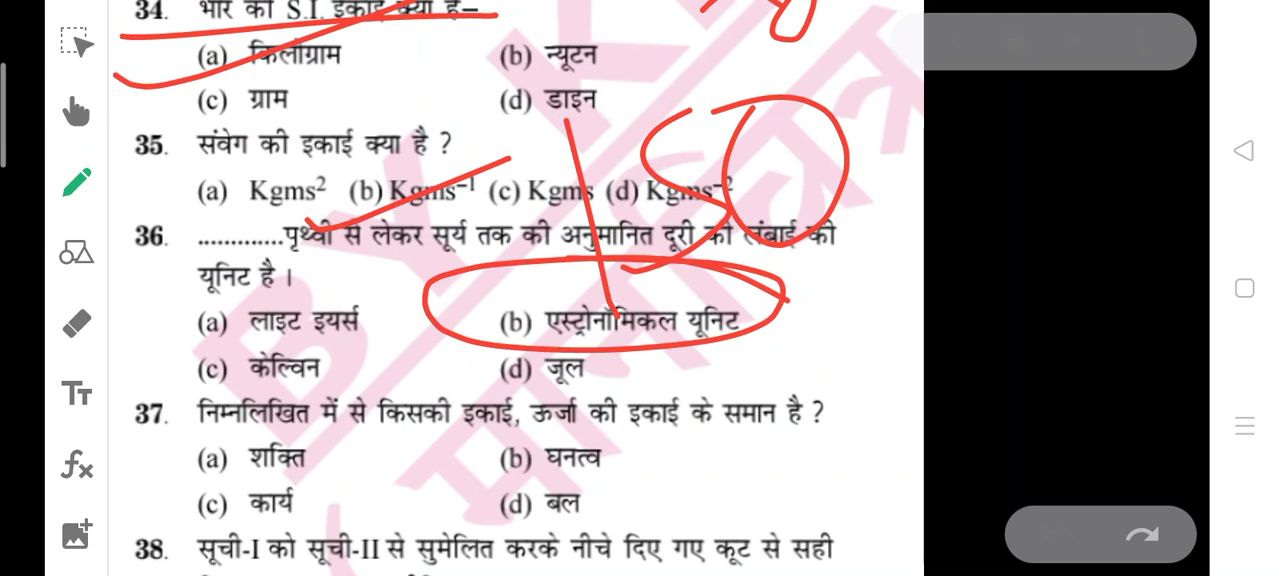 34. भार की S.I. इकाई क्या है–
(a) किलोग्राम (b) न्यूटन
(c) ग्राम (d) डाइन
35. संवेग की इकाई क्या है ?
(a) Kgms² (b) Kgms⁻¹ (c) Kgms (d) Kgms⁻²
36. .............पृथ्वी से लेकर सूर्य तक की अनुमानित दूरी की लंबाई की
यूनिट है।
(a) लाइट इयर्स (b) एस्ट्रोनॉमिकल यूनिट
(c) केल्विन (d) जूल
37. निम्नलिखित में से किसकी इकाई, ऊर्जा की इकाई के समान है ?
(a) शक्ति (b) घनत्व
(c) कार्य (d) बल
38. सूची-I को सूची-II से सुमेलित करके नीचे दिए गए कूट से सही